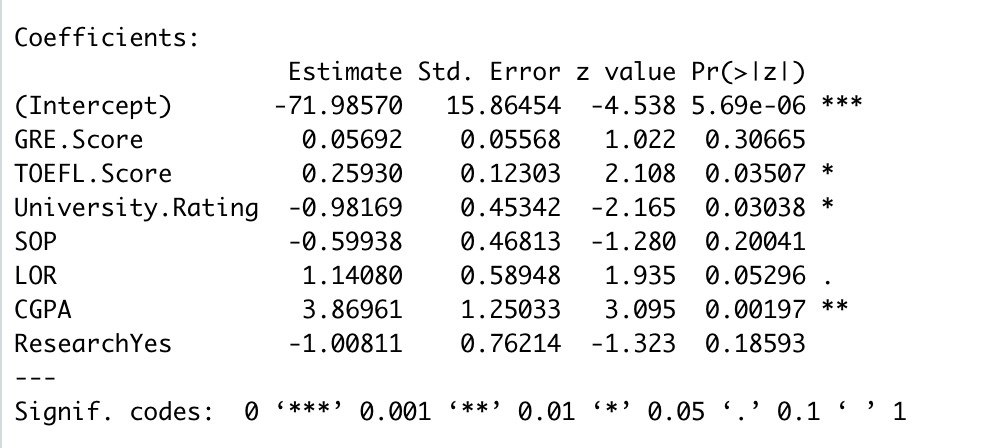 Coefficients:
                  Estimate Std. Error z value Pr(>|z|)
(Intercept)      -71.98570   15.86454  -4.538 5.69e-06 ***
GRE.Score          0.05692    0.05568   1.022  0.30665
TOEFL.Score        0.25930    0.12303   2.108  0.03507 *
University.Rating -0.98169    0.45342  -2.165  0.03038 *
SOP               -0.59938    0.46813  -1.280  0.20041
LOR                1.14080    0.58948   1.935  0.05296 .
CGPA               3.86961    1.25033   3.095  0.00197 **
ResearchYes       -1.00811    0.76214  -1.323  0.18593
---
Signif. codes:  0 ‘***’ 0.001 ‘**’ 0.01 ‘*’ 0.05 ‘.’ 0.1 ‘ ’ 1